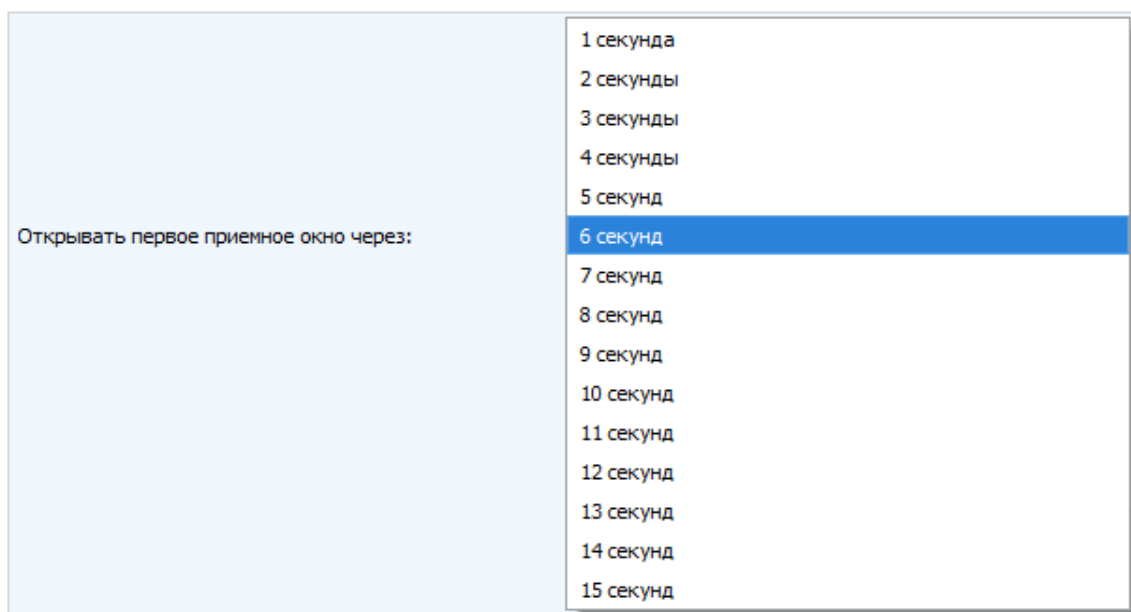 1 секунда
2 секунды
3 секунды
4 секунды
5 секунд
Открывать первое приемное окно через:
6 секунд
7 секунд
8 секунд
9 секунд
10 секунд
11 секунд
12 секунд
13 секунд
14 секунд
15 секунд